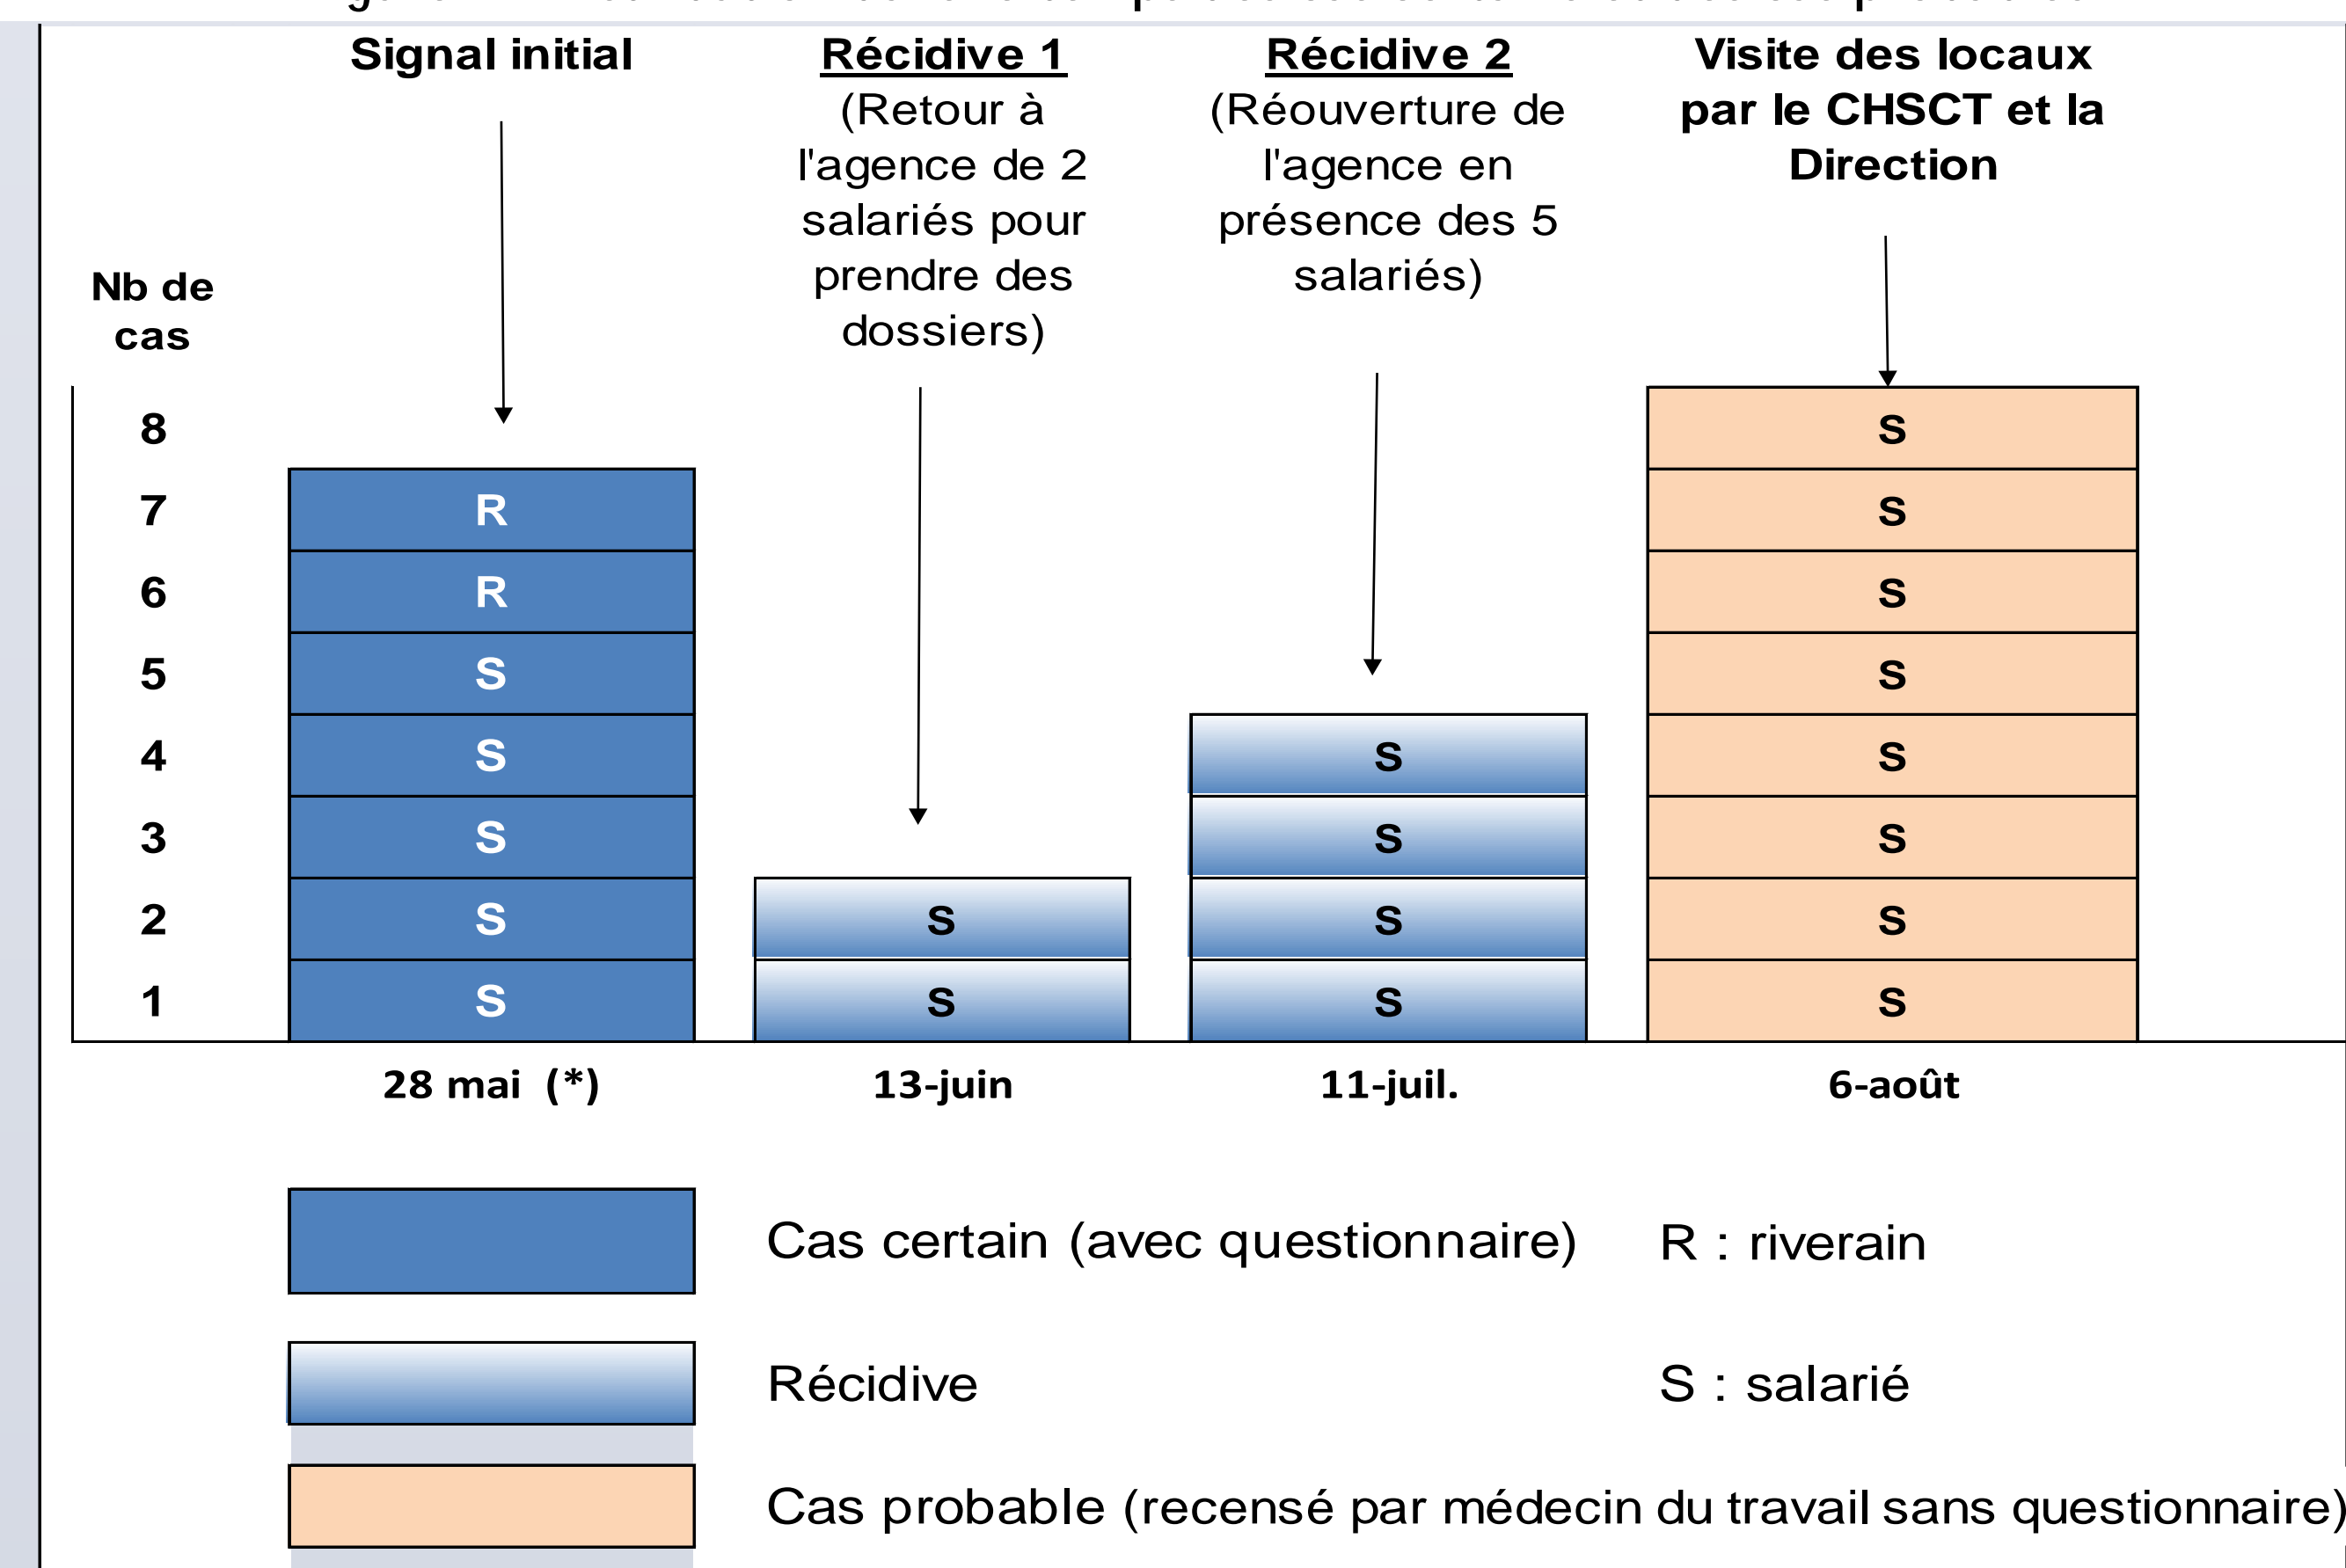 Signal initial
Récidive 1
(Retour à
l'agence de 2
salariés pour
prendre des
dossiers)
Récidive 2
(Réouverture de
l'agence en
présence des 5
salariés)
Visite des locaux
par le CHSCT et la
Direction
Nb de
cas
8
S
7
R
S
6
R
S
5
S
S
4
S
S
S
3
S
S
S
2
S
S
S
S
1
S
S
S
S
28 mai (*)
13-juin
11-juil.
6-août
Cas certain (avec questionnaire)
R : riverain
Récidive
S : salarié
Cas probable (recensé par médecin du travail sans questionnaire)